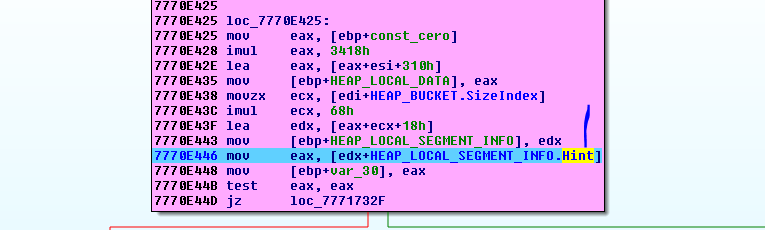 7770E425
7770E425 loc_7770E425:
7770E425 mov eax, [ebp+const_cero]
7770E428 imul eax, 3418h
7770E42E lea eax, [eax+esi+310h]
7770E435 mov [ebp+HEAP_LOCAL_DATA], eax
7770E438 movzx ecx, [edi+HEAP_BUCKET.SizeIndex]
7770E43C imul ecx, 68h
7770E43F lea edx, [eax+ecx+18h]
7770E443 mov [ebp+HEAP_LOCAL_SEGMENT_INFO], edx
7770E446 mov eax, [edx+HEAP_LOCAL_SEGMENT_INFO.Hint]
7770E448 mov [ebp+var_30], eax
7770E44B test eax, eax
7770E44D jz loc_7771732F